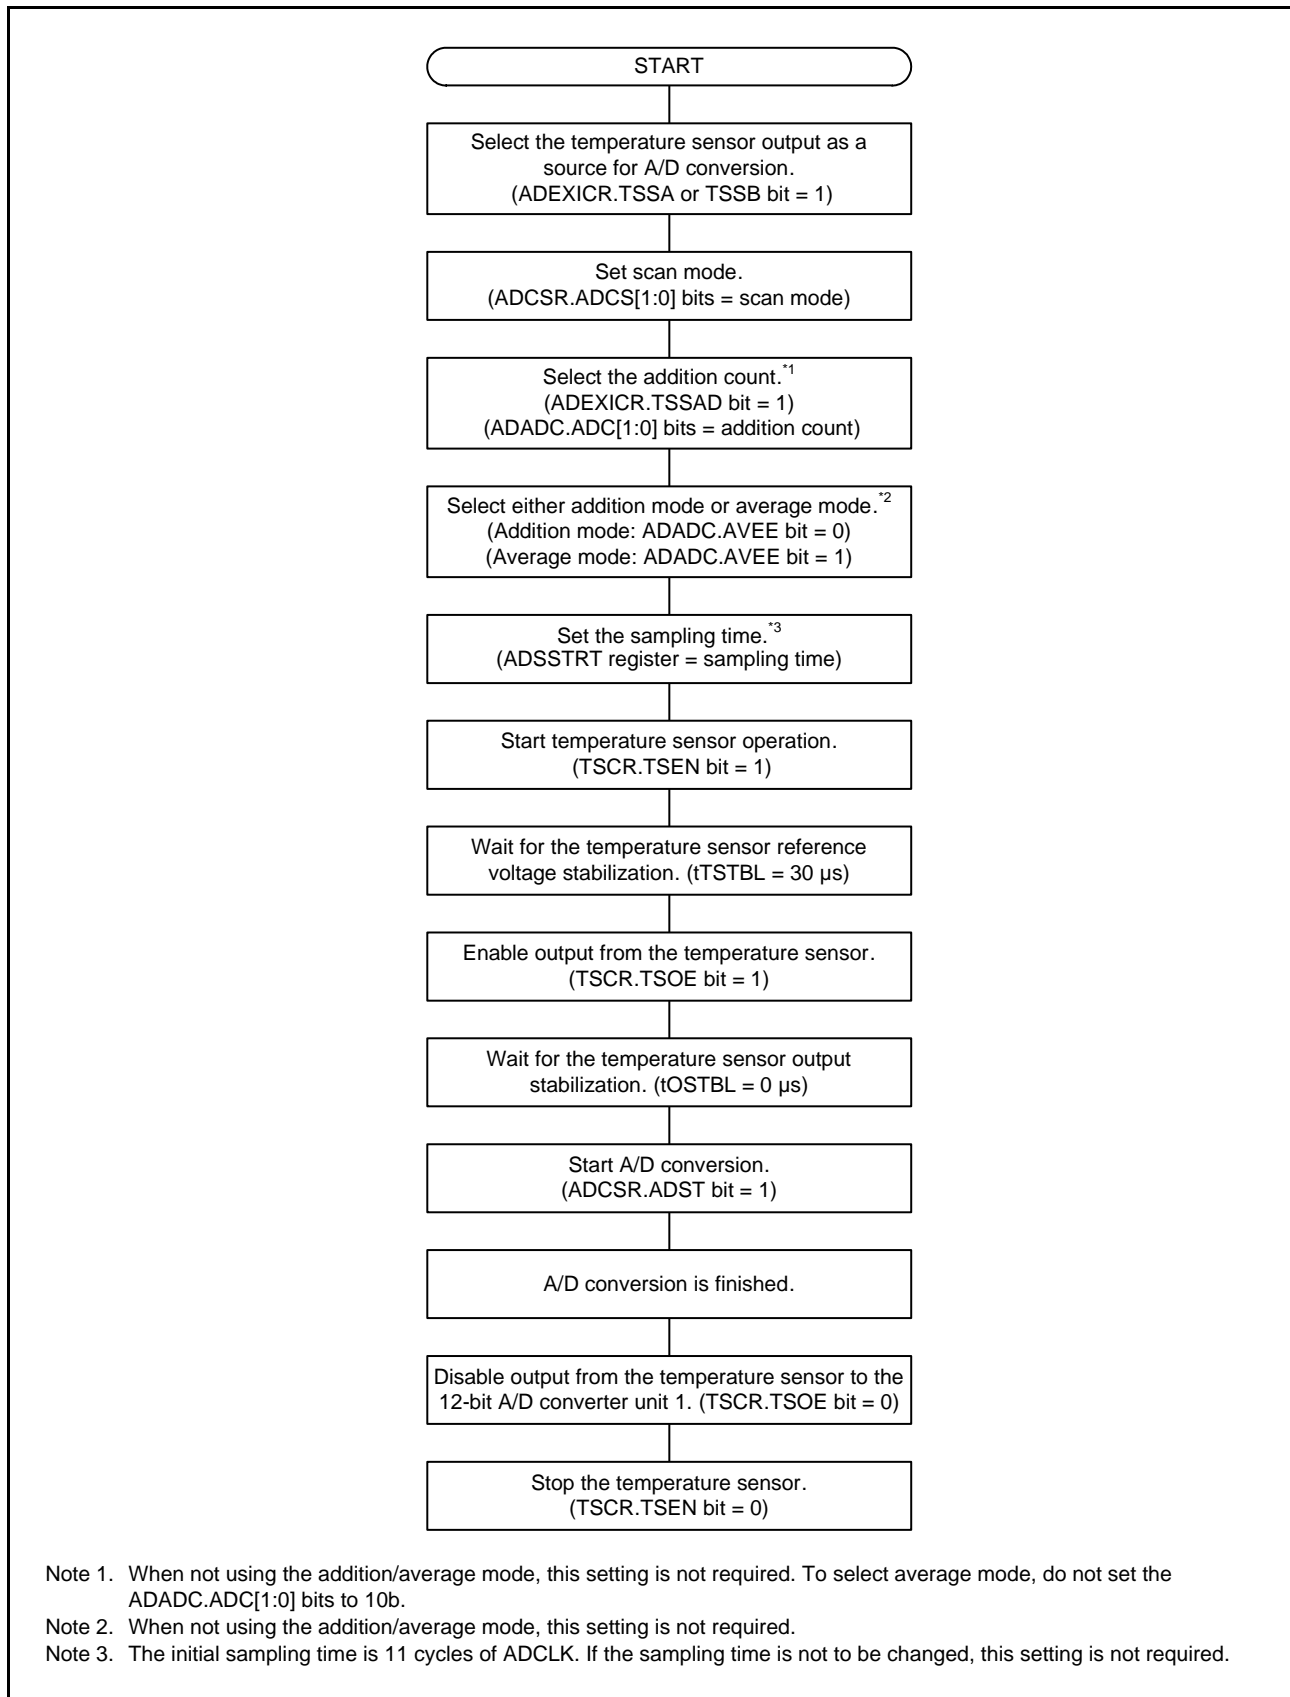 START
Select the temperature sensor output as a
source for A/D conversion.
(ADEXICR.TSSA or TSSB bit = 1)
Set scan mode.
(ADCSR.ADCS[1:0] bits = scan mode)
Select the addition count.*1
(ADEXICR.TSSAD bit = 1)
(ADADC.ADC[1:0] bits = addition count)
Select either addition mode or average mode.*2
(Addition mode: ADADC.AVEE bit = 0)
(Average mode: ADADC.AVEE bit = 1)
Set the sampling time.*3
(ADSSTRT register = sampling time)
Start temperature sensor operation.
(TSCR.TSEN bit = 1)
Wait for the temperature sensor reference
voltage stabilization. (tTSTBL = 30 µs)
Enable output from the temperature sensor.
(TSCR.TSOE bit = 1)
Wait for the temperature sensor output
stabilization. (tOSTBL = 0 µs)
Start A/D conversion.
(ADCSR.ADST bit = 1)
A/D conversion is finished.
Disable output from the temperature sensor to the
12-bit A/D converter unit 1. (TSCR.TSOE bit = 0)
Stop the temperature sensor.
(TSCR.TSEN bit = 0)
Note 1. When not using the addition/average mode, this setting is not required. To select average mode, do not set the
ADADC.ADC[1:0] bits to 10b.
Note 2. When not using the addition/average mode, this setting is not required.
Note 3. The initial sampling time is 11 cycles of ADCLK. If the sampling time is not to be changed, this setting is not required.